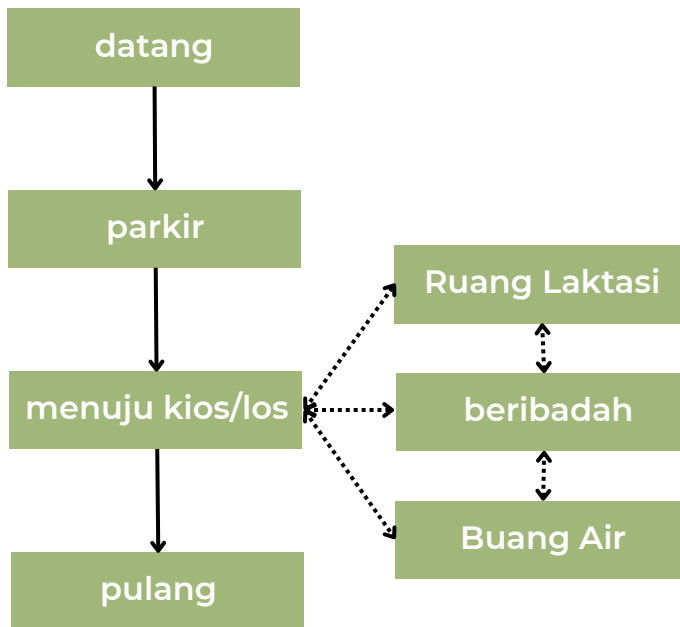 datang
parkir
Ruang Laktasi
menuju kios/los
beribadah
Buang Air
pulang